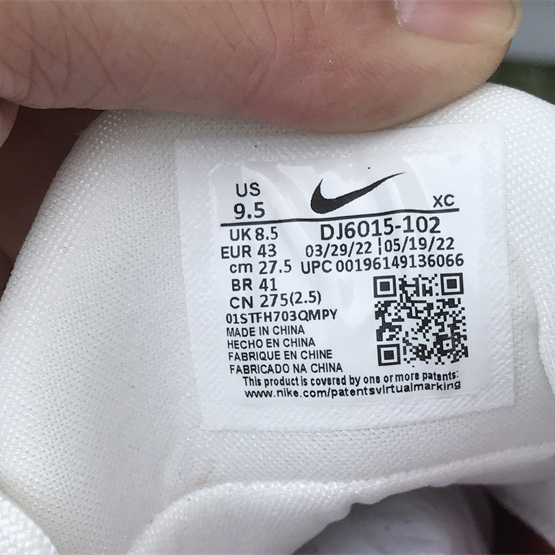 US
9.5
XC
UK 8.5
DJ6015-102
EUR 43
03/29/22 | 05/19/22
cm 27.5
UPC 00196149136066
BR 41
CN 275(2.5)
01STFH703QMPY
MADE IN CHINA
HECHO EN CHINA
FABRIQUE EN CHINE
FABRICADO NA CHINA
This product is covered by one or more patents:
www.nike.com/patentsvirtualmarking